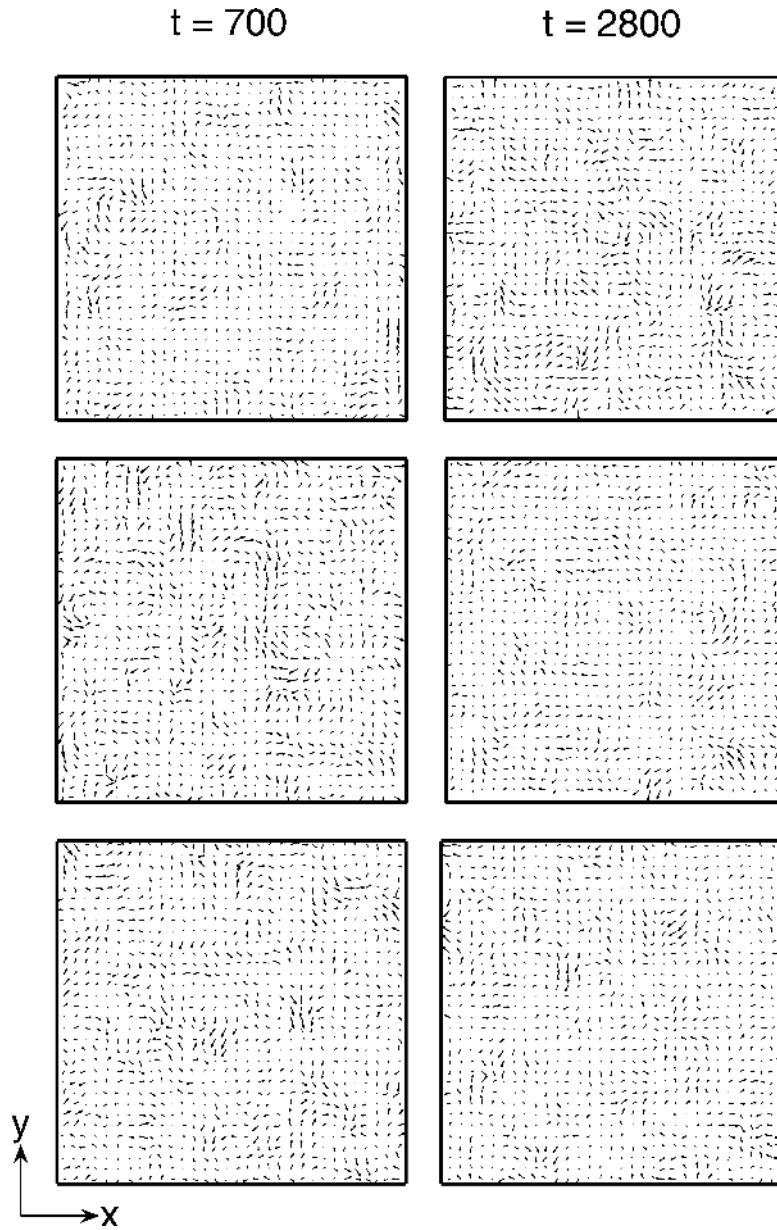 t = 700
t = 2800
y
x